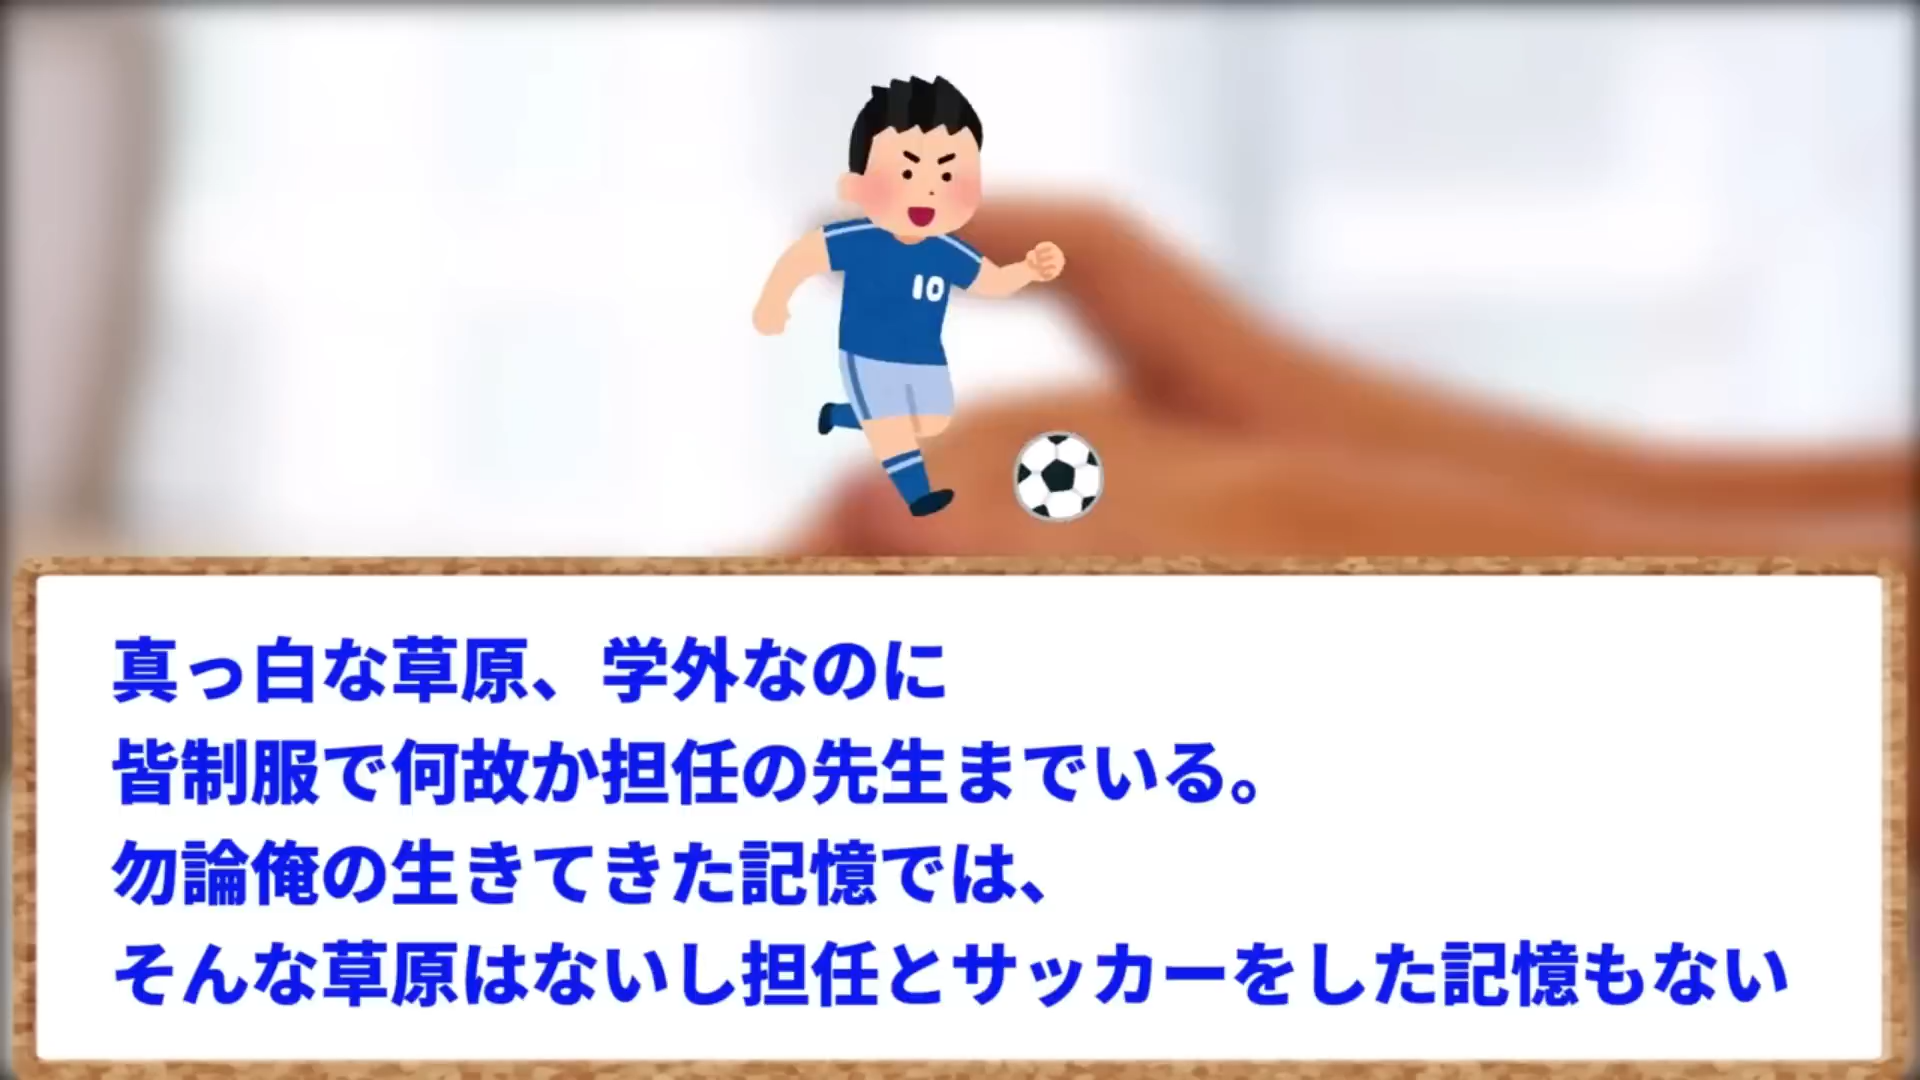 10
真っ白な草原、学外なのに
皆制服で何故か担任の先生までいる。
勿論俺の生きてきた記憶では、
そんな草原はないし担任とサッカーをした記憶もない